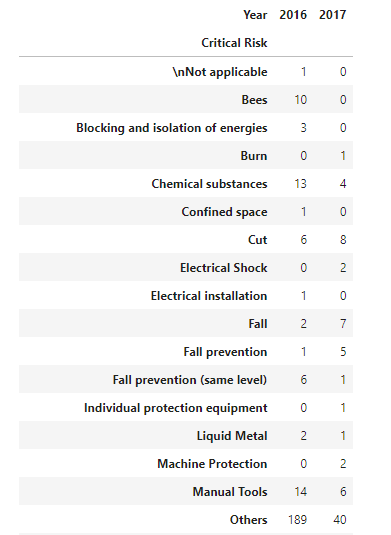 Year 2016 2017
Critical Risk
\nNot applicable 1 0
Bees 10 0
Blocking and isolation of energies 3 0
Burn 0 1
Chemical substances 13 4
Confined space 1 0
Cut 6 8
Electrical Shock 0 2
Electrical installation 1 0
Fall 2 7
Fall prevention 1 5
Fall prevention (same level) 6 1
Individual protection equipment 0 1
Liquid Metal 2 1
Machine Protection 0 2
Manual Tools 14 6
Others 189 40